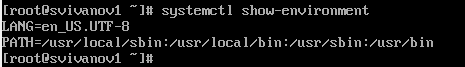 [root@svivanov1 ~]# systemctl show-environment
LANG=en_US.UTF-8
PATH=/usr/local/sbin:/usr/local/bin:/usr/sbin:/usr/bin
[root@svivanov1 ~]#